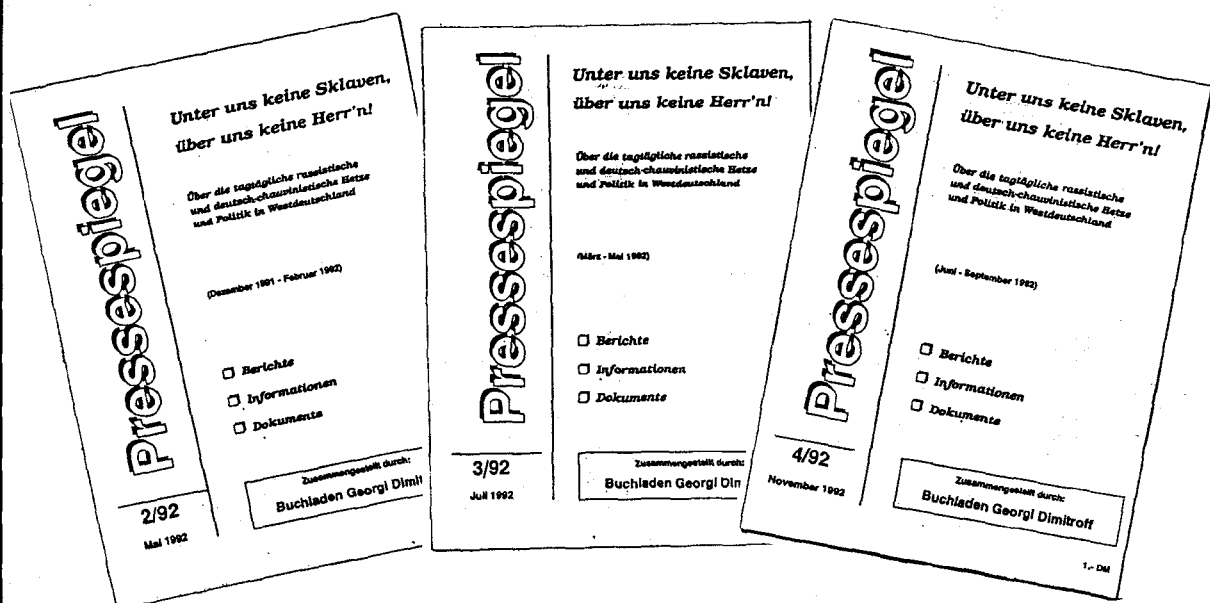 Pressespiegel
Unter uns keine Sklaven,
über uns keine Herr'n!
Über die tagtägliche rassistische
und deutsch-chauvinistische Hetze
und Politik in Westdeutschland
(Dezember 1991 - Februar 1992)
Berichte
Informationen
Dokumente
2/92
Mai 1992
Zusammengestellt durch:
Buchladen Georgi Dimit
Pressespiegel
Unter uns keine Sklaven,
über uns keine Herr'n!
Über die tagtägliche rassistische
und deutsch-chauvinistische Hetze
und Politik in Westdeutschland
(März - Mai 1992)
Berichte
Informationen
Dokumente
3/92
Juli 1992
Zusammengestellt durch:
Buchladen Georgi Dim
Pressespiegel
Unter uns keine Sklaven,
über uns keine Herr'n!
Über die tagtägliche rassistische
und deutsch-chauvinistische Hetze
und Politik in Westdeutschland
(Juni - September 1992)
Berichte
Informationen
Dokumente
4/92
November 1992
Zusammengestellt durch:
Buchladen Georgi Dimitroff
1,- DM